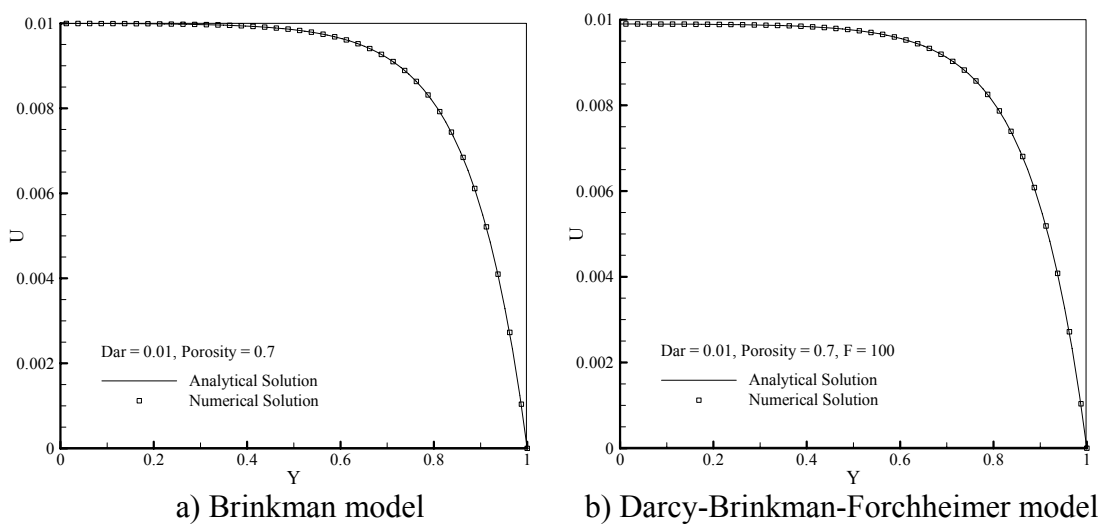 0.01
0.008
0.006
U
0.004
0.002
0
Dar = 0.01, Porosity = 0.7
Analytical Solution
Numerical Solution
0 0.2 0.4 0.6 0.8 1
Y
a) Brinkman model
0.01
0.008
0.006
U
0.004
0.002
0
Dar = 0.01, Porosity = 0.7, F = 100
Analytical Solution
Numerical Solution
0 0.2 0.4 0.6 0.8 1
Y
b) Darcy-Brinkman-Forchheimer model